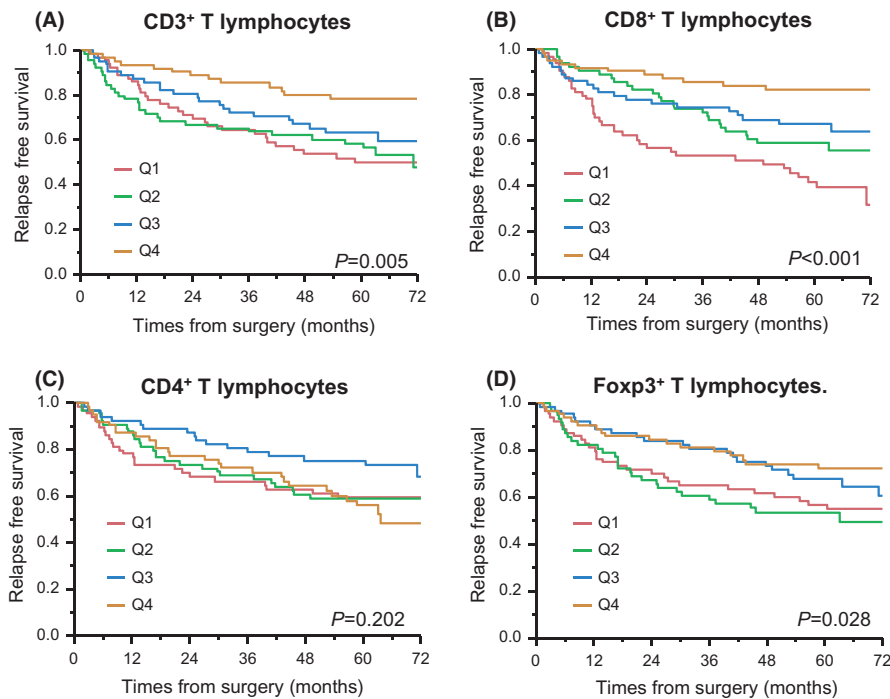 (A) CD3⁺ T lymphocytes
1.0
0.8
0.6
0.4
0.2
0.0
Relapse free survival
Q1
Q2
Q3
Q4
P=0.005
0 12 24 36 48 60 72
Times from surgery (months)
(B) CD8⁺ T lymphocytes
1.0
0.8
0.6
0.4
0.2
0.0
Relapse free survival
Q1
Q2
Q3
Q4
P<0.001
0 12 24 36 48 60 72
Times from surgery (months)
(C) CD4⁺ T lymphocytes
1.0
0.8
0.6
0.4
0.2
0.0
Relapse free survival
Q1
Q2
Q3
Q4
P=0.202
0 12 24 36 48 60 72
Times from surgery (months)
(D) Foxp3⁺ T lymphocytes.
1.0
0.8
0.6
0.4
0.2
0.0
Relapse free survival
Q1
Q2
Q3
Q4
P=0.028
0 12 24 36 48 60 72
Times from surgery (months)